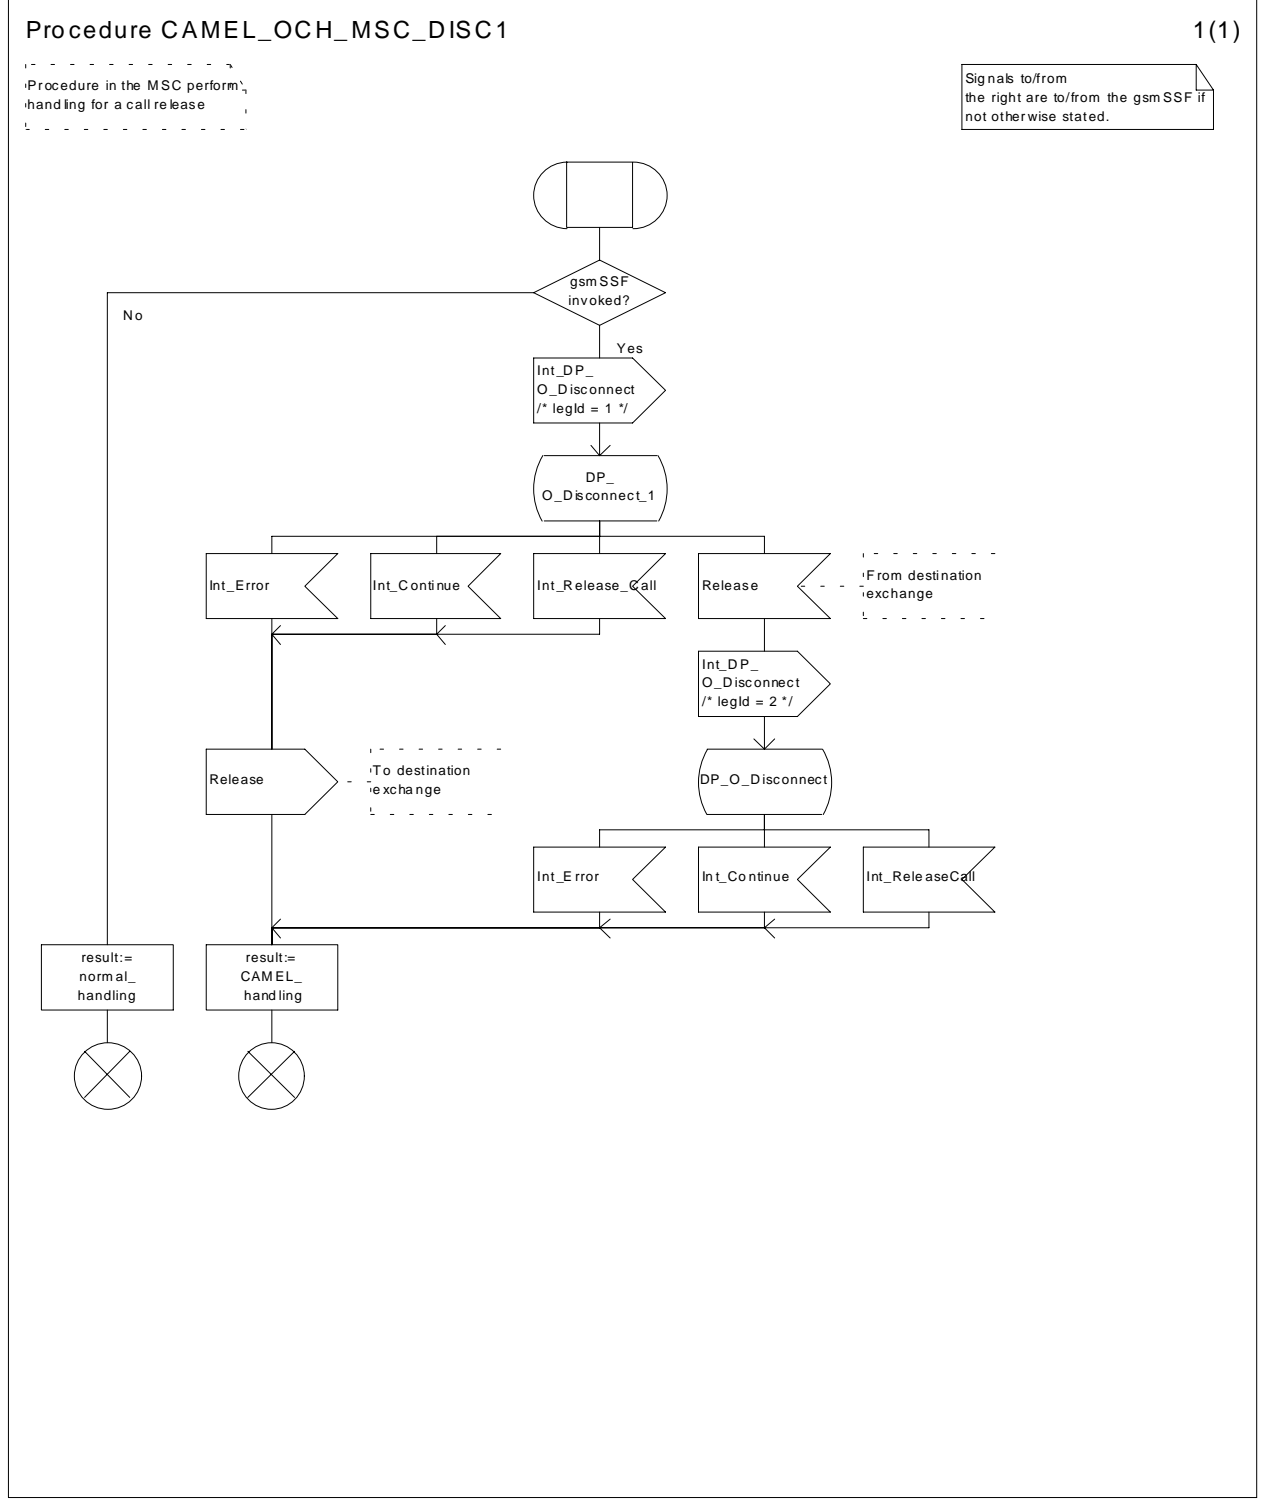 Procedure CAMEL_OCH_MSC_DISC1
1(1)
Procedure in the MSC perform
handling for a call release
Signals to/from
the right are to/from the gsmSSF if
not otherwise stated.
gsmSSF
invoked?
No
Yes
Int_DP_
O_Disconnect
/* legId = 1 */
DP_
O_Disconnect_1
Int_Error
Int_Continue
Int_Release_Call
Release
From destination
exchange
Int_DP_
O_Disconnect
/* legId = 2 */
Release
To destination
exchange
DP_O_Disconnect
Int_Error
Int_Continue
Int_ReleaseCall
result:=
normal_
handling
result:=
CAMEL_
handling